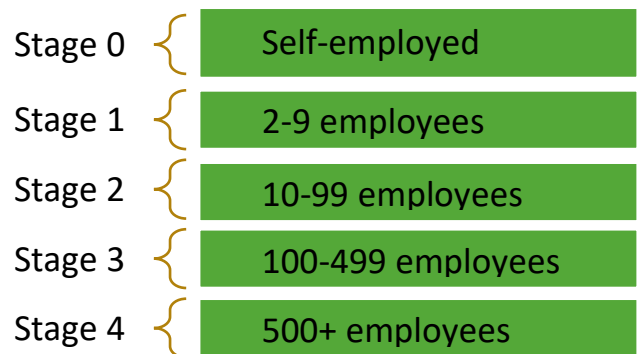 Stage 0 Self-employed
Stage 1 2-9 employees
Stage 2 10-99 employees
Stage 3 100-499 employees
Stage 4 500+ employees